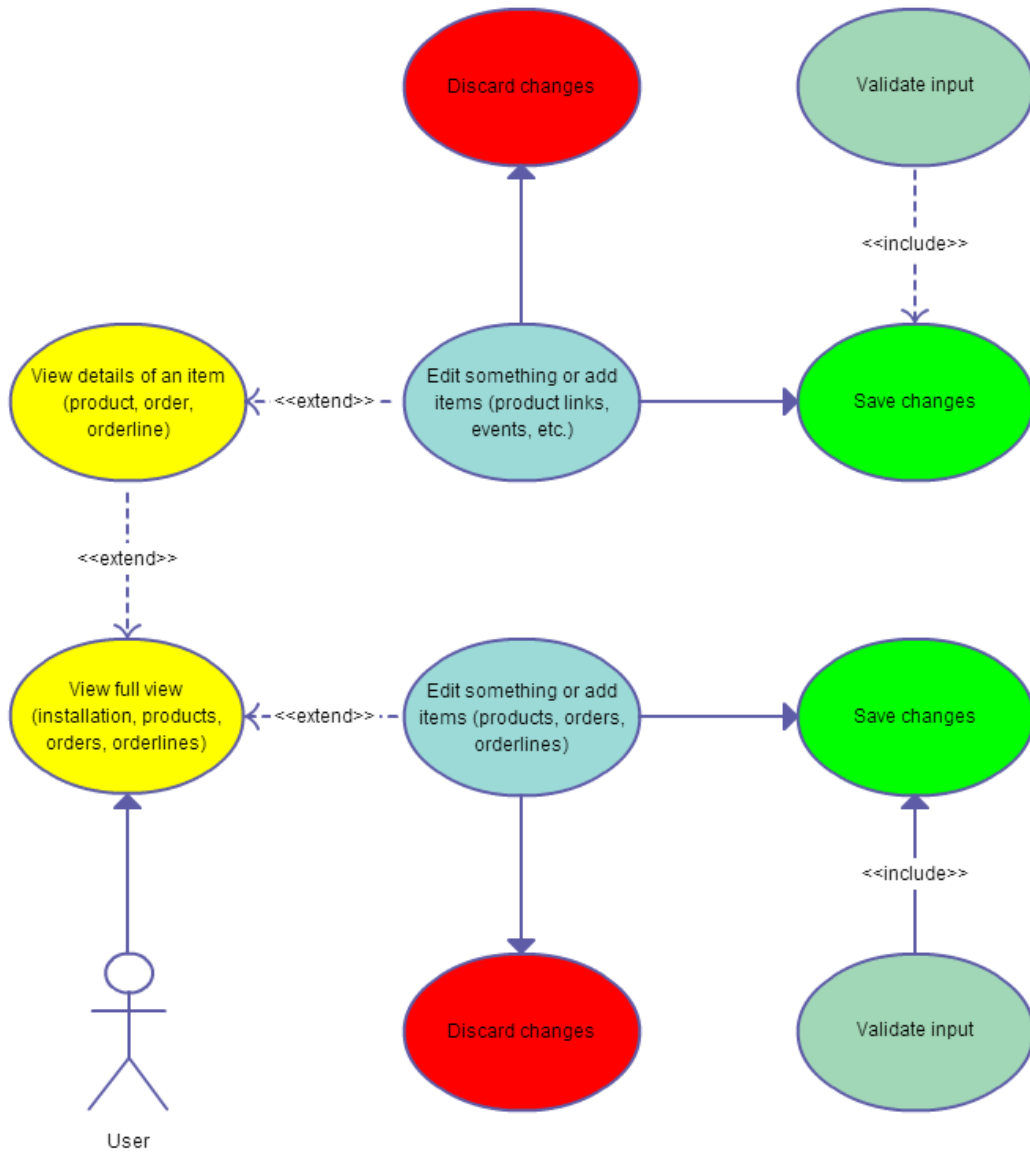 Discard changes
Validate input
<<include>>
View details of an item
(product, order,
orderline)
<<extend>>
Edit something or add
items (product links,
events, etc.)
Save changes
<<extend>>
View full view
(installation, products,
orders, orderlines)
<<extend>>
Edit something or add
items (products, orders,
orderlines)
Save changes
<<include>>
Discard changes
Validate input
User